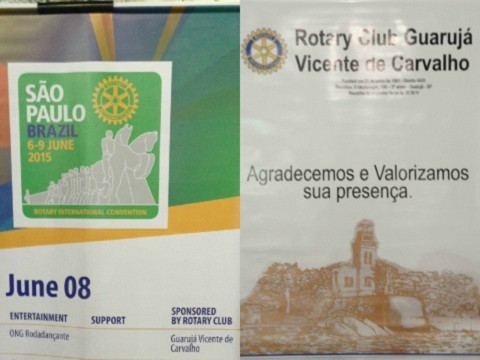 SÃO
PAULO
BRAZIL
6-9 JUNE
2015
ROTARY INTERNATIONAL CONVENTION
June 08
ENTERTAINMENT
ONG Rodadançante
SUPPORT
SPONSORED
BY ROTARY CLUB
Guarujá Vicente de
Carvalho
Rotary Club Guarujá
Vicente de Carvalho
Agradecemos e Valorizamos
sua presença.